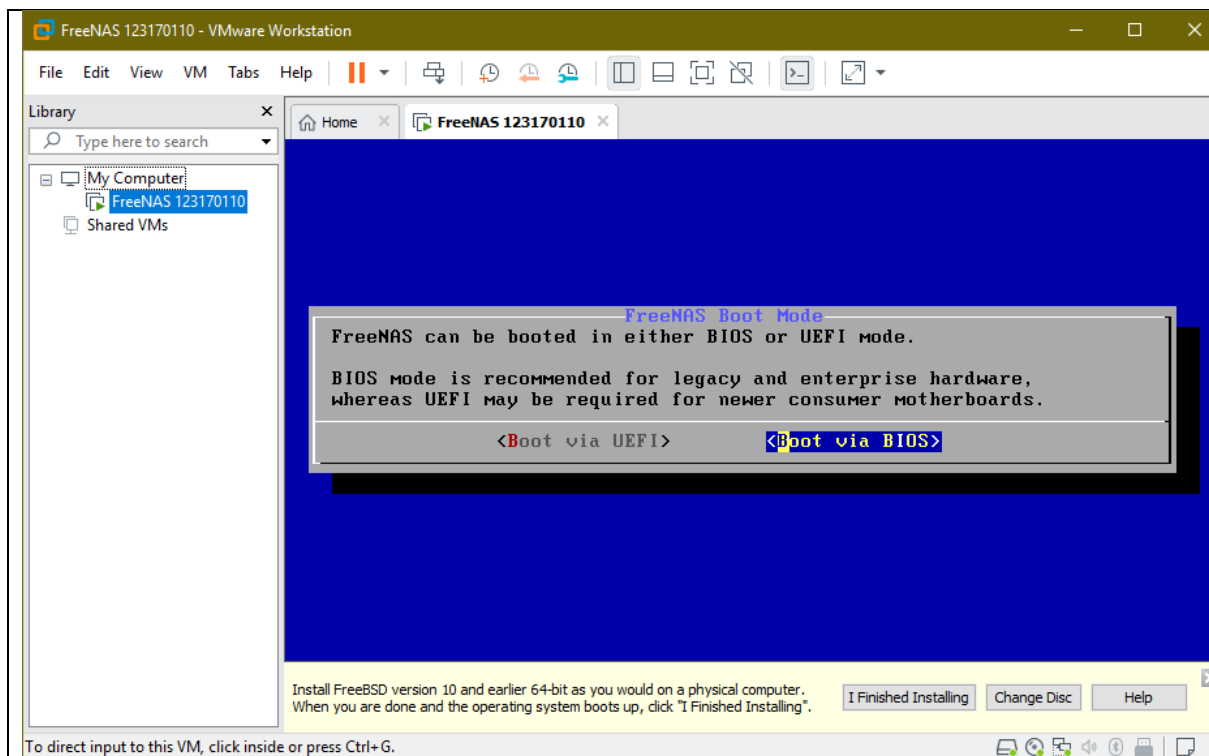 FreeNAS 123170110 - VMware Workstation
File Edit View VM Tabs Help
Library
Type here to search
My Computer
FreeNAS 123170110
Shared VMs
Home
FreeNAS 123170110
FreeNAS Boot Mode
FreeNAS can be booted in either BIOS or UEFI mode.
BIOS mode is recommended for legacy and enterprise hardware,
whereas UEFI may be required for newer consumer motherboards.
<Boot via UEFI> <Boot via BIOS>
Install FreeBSD version 10 and earlier 64-bit as you would on a physical computer.
When you are done and the operating system boots up, click "I Finished Installing".
I Finished Installing Change Disc Help
To direct input to this VM, click inside or press Ctrl+G.